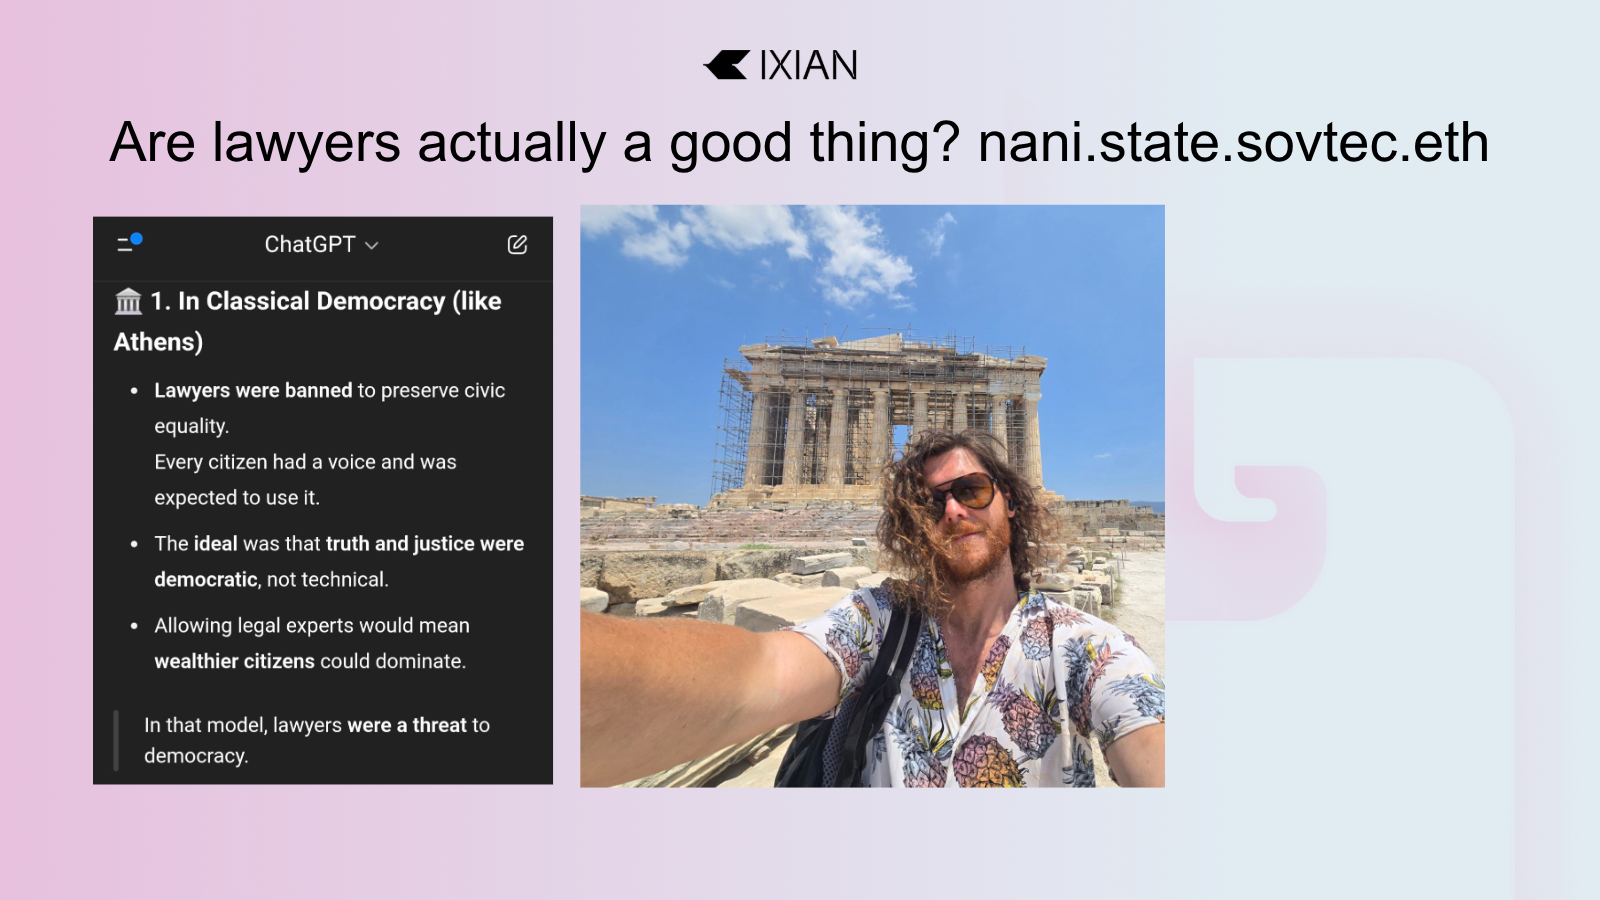 IXIAN
Are lawyers actually a good thing? nani.state.sovtec.eth
ChatGPT
1. In Classical Democracy (like
Athens)
• Lawyers were banned to preserve civic
equality.
Every citizen had a voice and was
expected to use it.
• The ideal was that truth and justice were
democratic, not technical.
• Allowing legal experts would mean
wealthier citizens could dominate.
In that model, lawyers were a threat to
democracy.